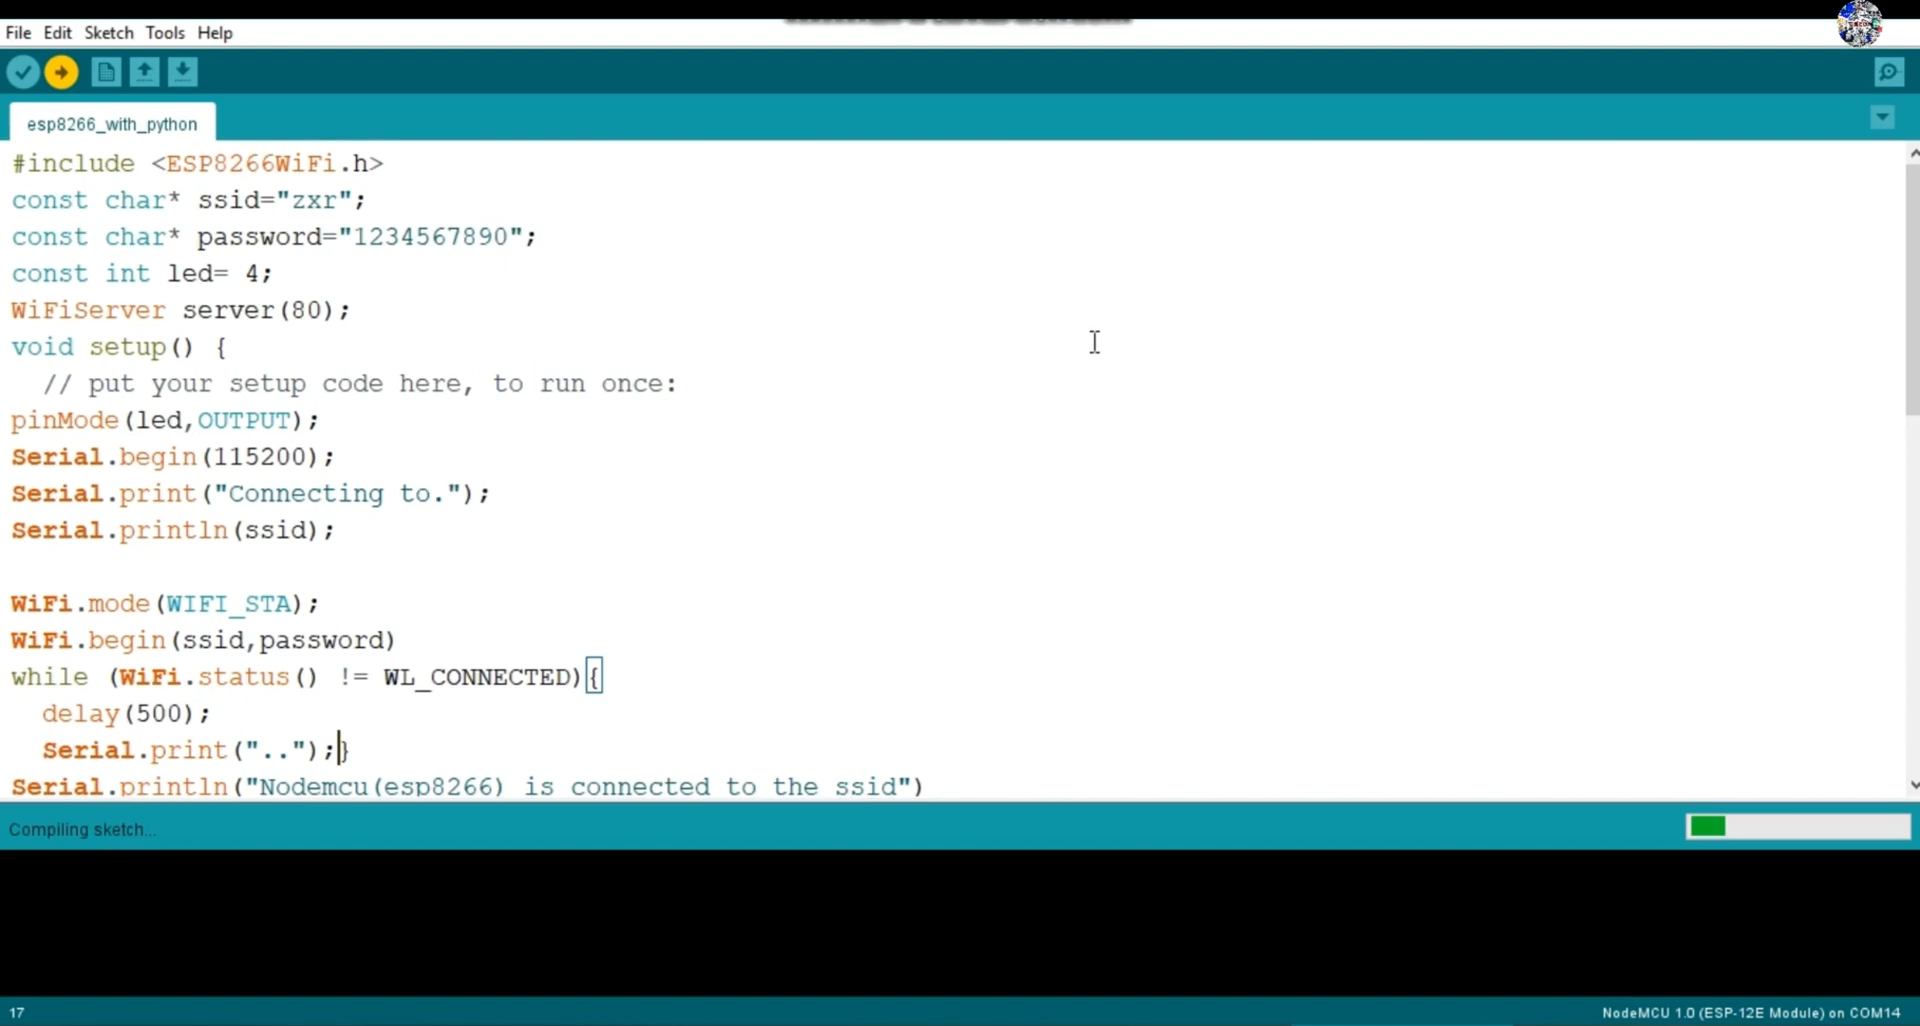 File Edit Sketch Tools Help
esp8266_with_python
#include <ESP8266WiFi.h>
const char* ssid="zxr";
const char* password="1234567890";
const int led= 4;
WiFiServer server(80);
void setup() {
  // put your setup code here, to run once:
pinMode(led,OUTPUT);
Serial.begin(115200);
Serial.print("Connecting to.");
Serial.println(ssid);
WiFi.mode(WIFI_STA);
WiFi.begin(ssid,password)
while (WiFi.status() != WL_CONNECTED){
  delay(500);
  Serial.print("..");}
Serial.println("Nodemcu(esp8266) is connected to the ssid")
Compiling sketch...
17
NodeMCU 1.0 (ESP-12E Module) on COM14